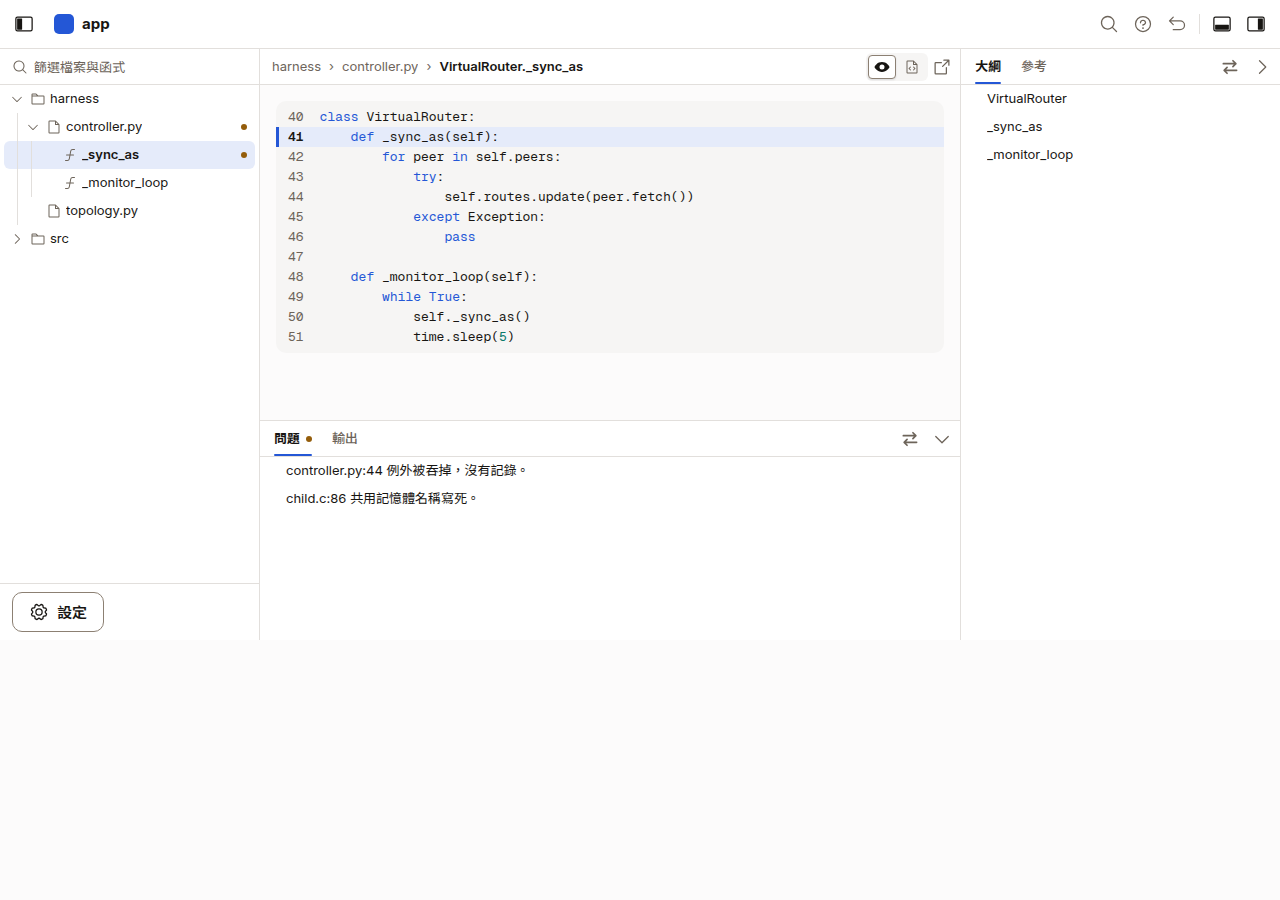 app
篩選檔案與函式
harness
controller.py
_sync_as
_monitor_loop
topology.py
src
設定
harness › controller.py › VirtualRouter._sync_as
40 class VirtualRouter:
41     def _sync_as(self):
42         for peer in self.peers:
43             try:
44                 self.routes.update(peer.fetch())
45             except Exception:
46                 pass
47
48     def _monitor_loop(self):
49         while True:
50             self._sync_as()
51             time.sleep(5)
問題 輸出
controller.py:44 例外被吞掉，沒有記錄。
child.c:86 共用記憶體名稱寫死。
大綱 參考
VirtualRouter
_sync_as
_monitor_loop